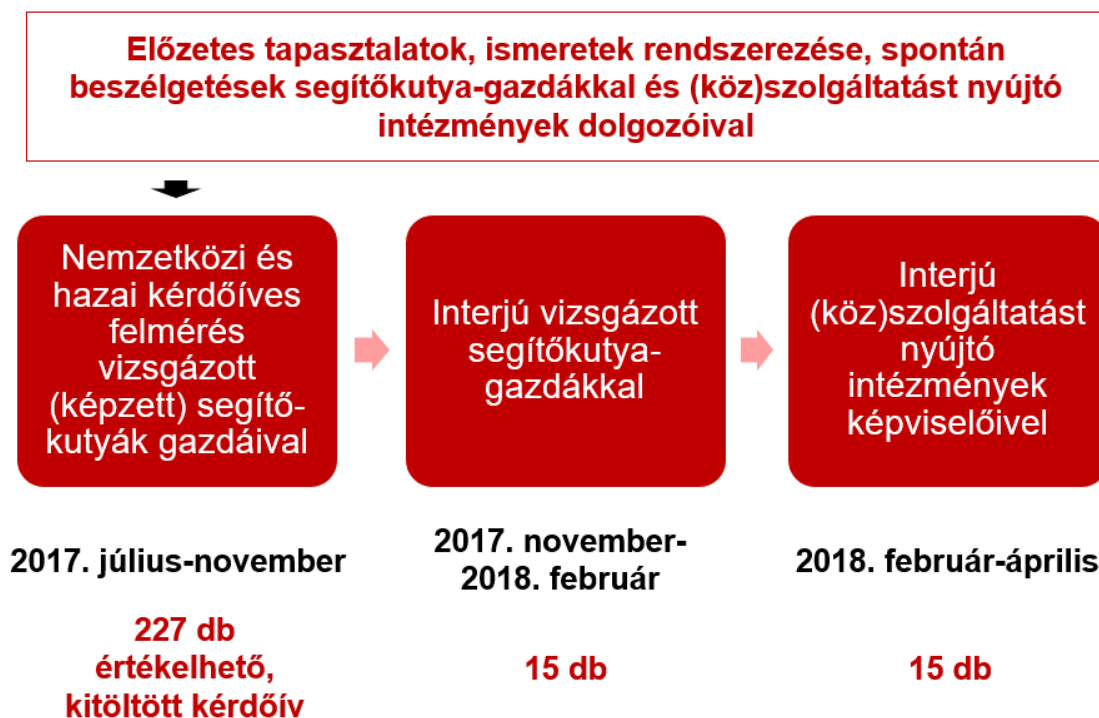 Előzetes tapasztalatok, ismeretek rendszerezése, spontán
beszélgetések segítőkutya-gazdákkal és (köz)szolgáltatást nyújtó
intézmények dolgozóival
Nemzetközi és
hazai kérdőíves
felmérés
vizsgázott
(képzett) segítő-
kutyák gazdáival
Interjú vizsgázott
segítőkutya-
gazdákkal
Interjú
(köz)szolgáltatást
nyújtó
intézmények
képviselőivel
2017. július-november
2017. november-
2018. február
2018. február-április
227 db
értékelhető,
kitöltött kérdőív
15 db
15 db